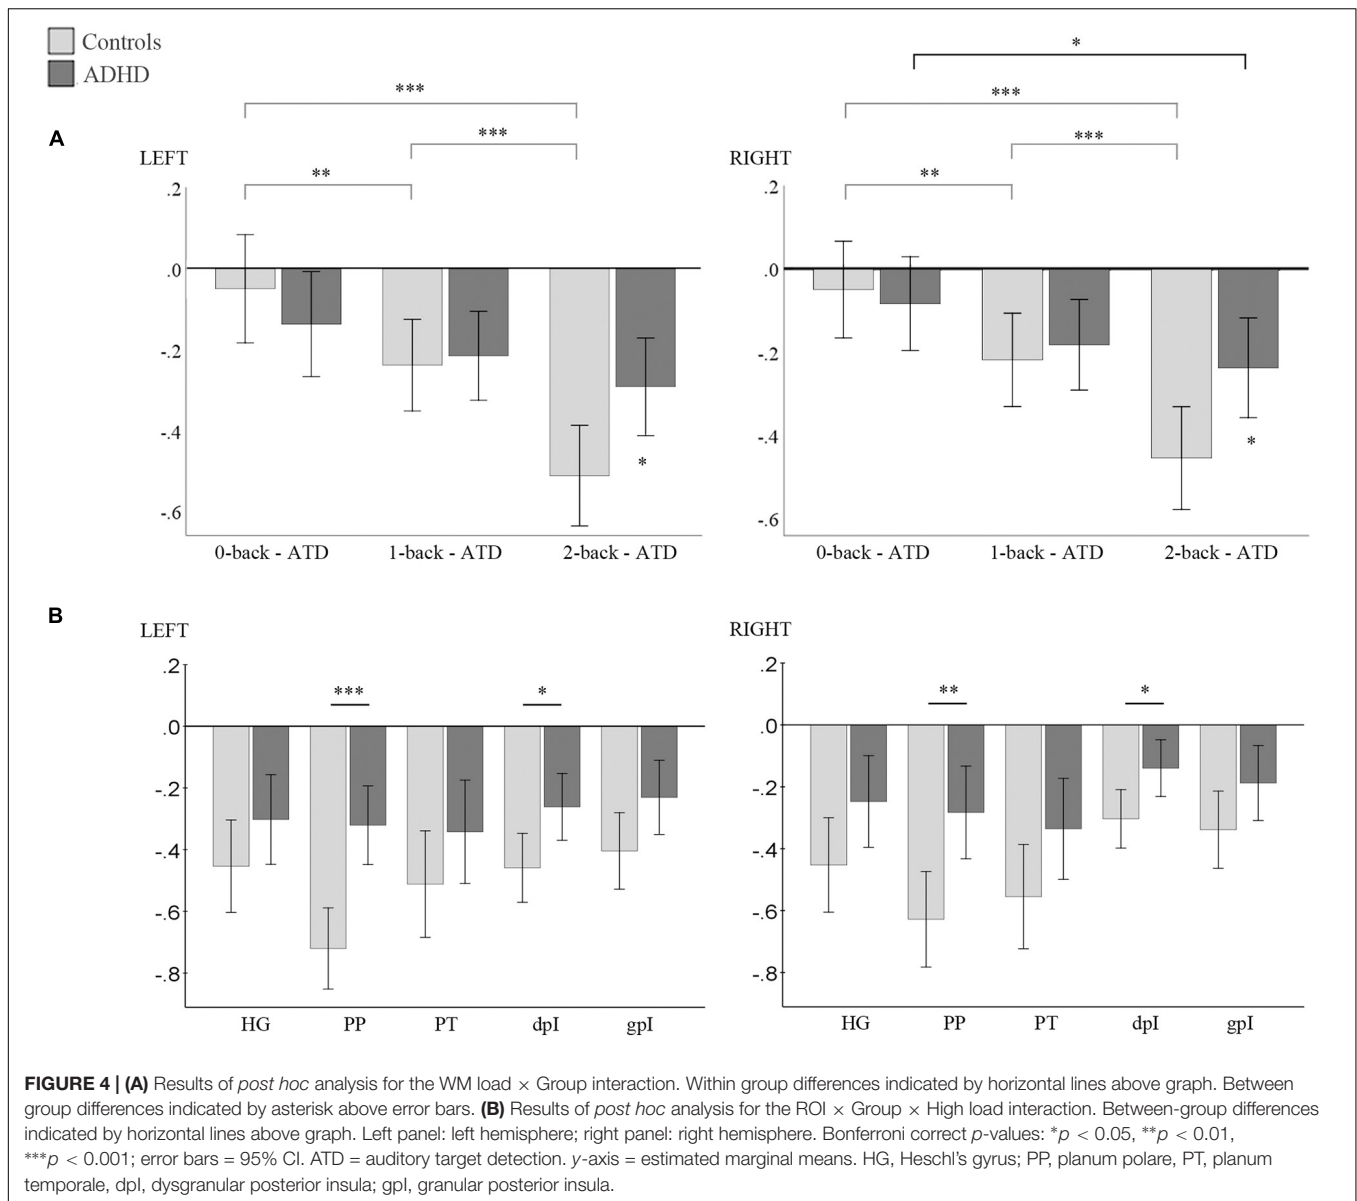 Controls
ADHD
*
***
***
***
***
**
**
A
LEFT
RIGHT
.2
.0
-.2
-.4
-.6
*
0-back - ATD
1-back - ATD
2-back - ATD
.2
.0
-.2
-.4
-.6
*
0-back - ATD
1-back - ATD
2-back - ATD
B
LEFT
.2
.0
-.2
-.4
-.6
-.8
***
*
HG
PP
PT
dpI
gpI
RIGHT
.2
.0
-.2
-.4
-.6
-.8
**
*
HG
PP
PT
dpI
gpI
FIGURE 4 | (A) Results of post hoc analysis for the WM load × Group interaction. Within group differences indicated by horizontal lines above graph. Between
group differences indicated by asterisk above error bars. (B) Results of post hoc analysis for the ROI × Group × High load interaction. Between-group differences
indicated by horizontal lines above graph. Left panel: left hemisphere; right panel: right hemisphere. Bonferroni correct p-values: *p < 0.05, **p < 0.01,
***p < 0.001; error bars = 95% CI. ATD = auditory target detection. y-axis = estimated marginal means. HG, Heschl's gyrus; PP, planum polare, PT, planum
temporale, dpI, dysgranular posterior insula; gpI, granular posterior insula.